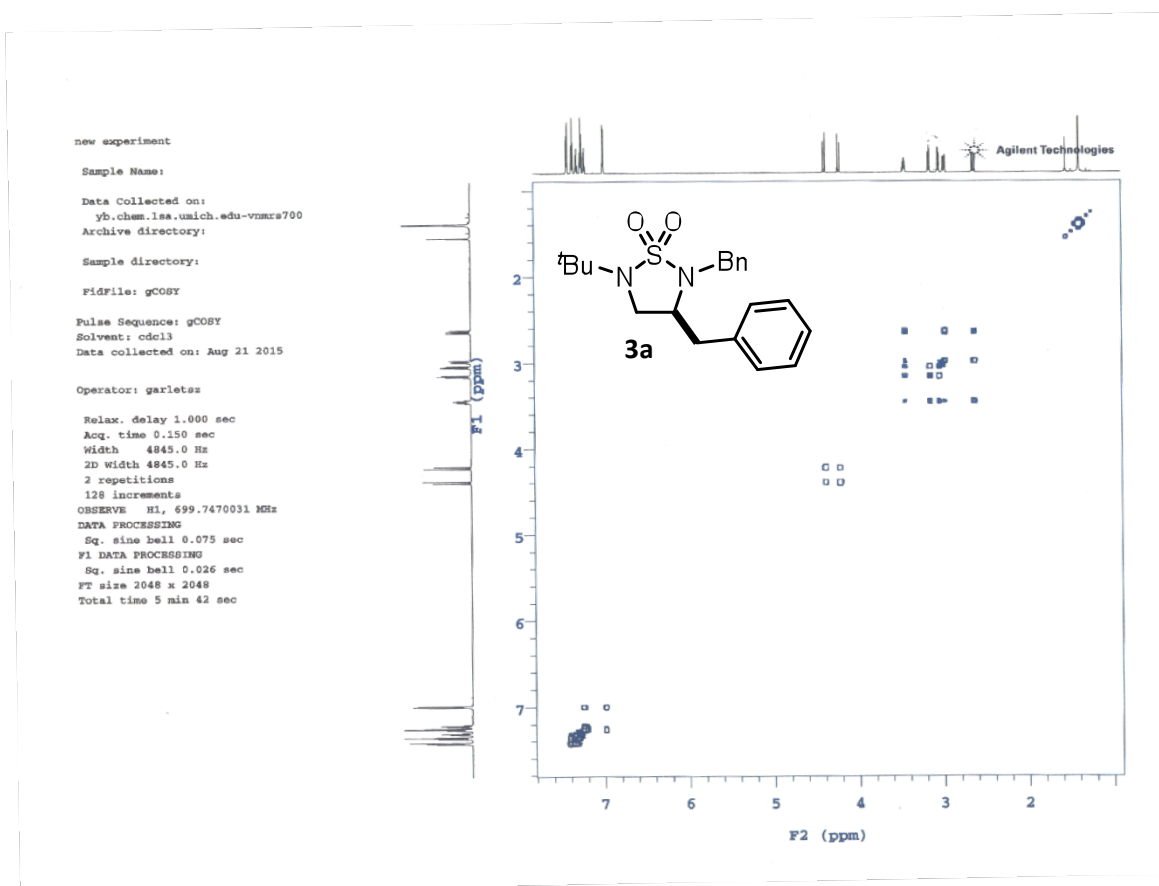 new experiment
Sample Name:
Data Collected on:
yb.chem.lsa.umich.edu-vnmrs700
Archive directory:
Sample directory:
FidFile: gCOSY
Pulse Sequence: gCOSY
Solvent: cdcl3
Data collected on: Aug 21 2015
Operator: garletsz
Relax. delay 1.000 sec
Acq. time 0.150 sec
Width 4845.0 Hz
2D Width 4845.0 Hz
2 repetitions
128 increments
OBSERVE H1, 699.7470031 MHz
DATA PROCESSING
Sq. sine bell 0.075 sec
F1 DATA PROCESSING
Sq. sine bell 0.026 sec
FT size 2048 x 2048
Total time 5 min 42 sec
Agilent Technologies
O O
S
tBu N N Bn
3a
F1 (ppm)
2
3
4
5
6
7
7 6 5 4 3 2
F2 (ppm)